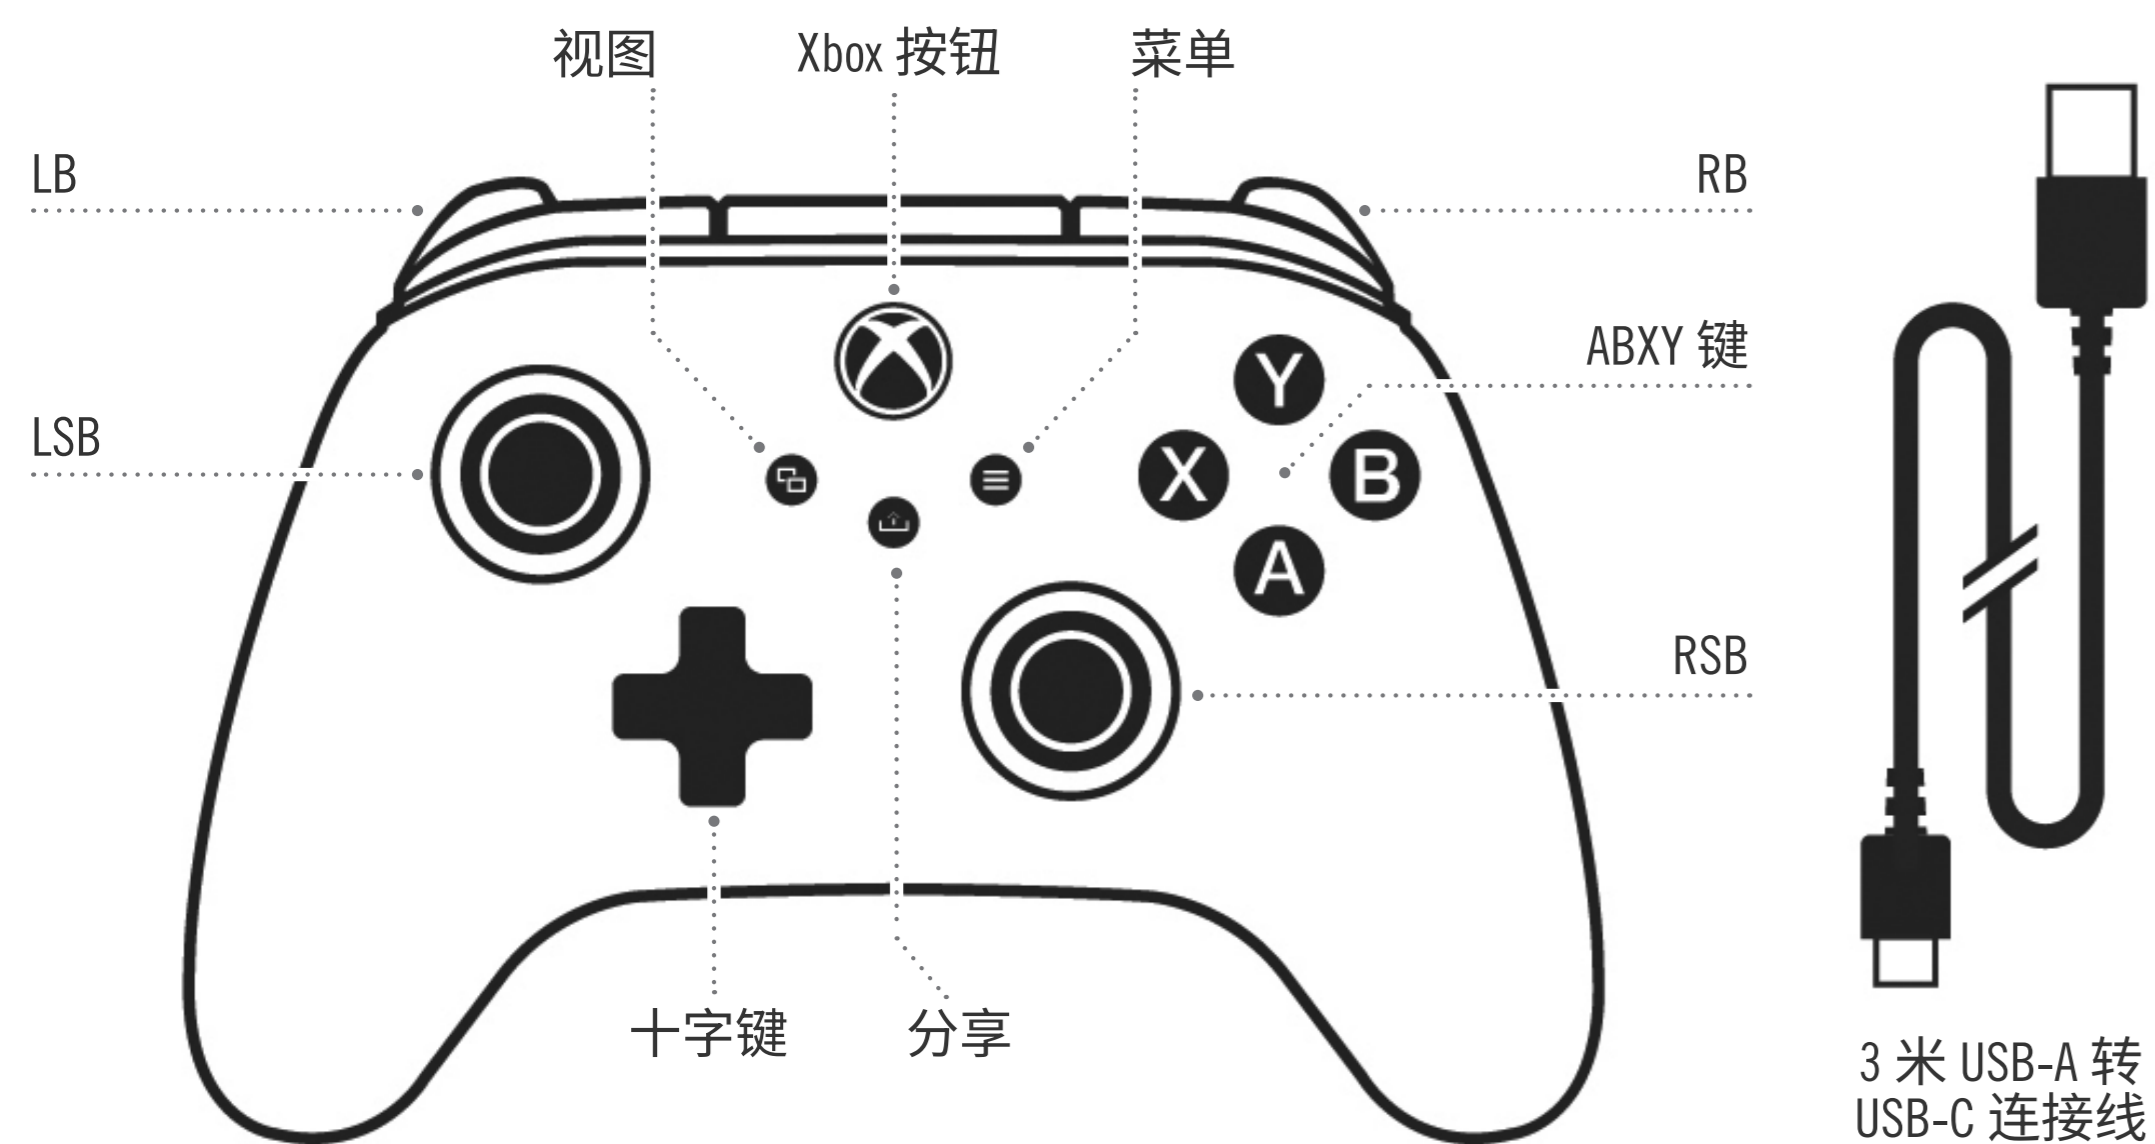 视图
Xbox 按钮
菜单
LB
RB
ABXY 键
Y
LSB
X
B
A
RSB
十字键
分享
3 米 USB-A 转
USB-C 连接线